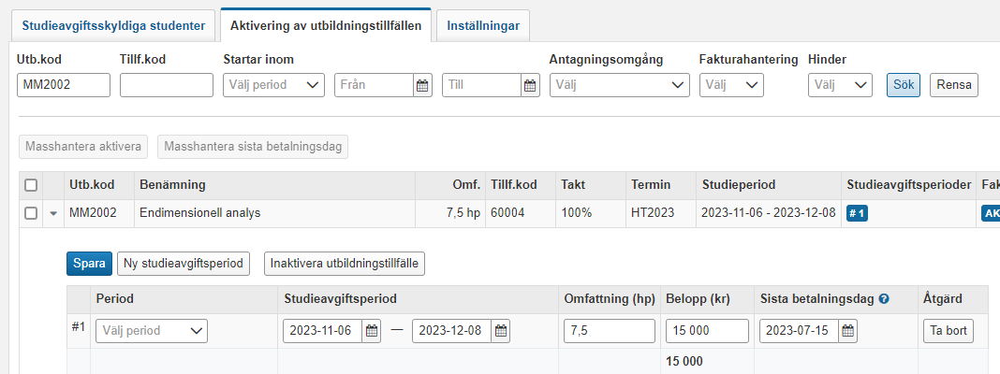 Studieavgiftsskyldiga studenter Aktivering av utbildningstillfällen Inställningar
Utb.kod Tillf.kod Startar inom Antagningsomgång Fakturahantering Hinder
MM2002 Välj period Från Till Välj Välj Välj Sök Rensa
Masshantera aktivera Masshantera sista betalningsdag
Utb.kod Benämning Omf. Tillf.kod Takt Termin Studieperiod Studieavgiftsperioder
MM2002 Endimensionell analys 7,5 hp 60004 100% HT2023 2023-11-06 - 2023-12-08 # 1
Spara Ny studieavgiftsperiod Inaktivera utbildningstillfälle
Period Studieavgiftsperiod Omfattning (hp) Belopp (kr) Sista betalningsdag Åtgärd
#1 Välj period 2023-11-06 — 2023-12-08 7,5 15 000 2023-07-15 Ta bort
15 000